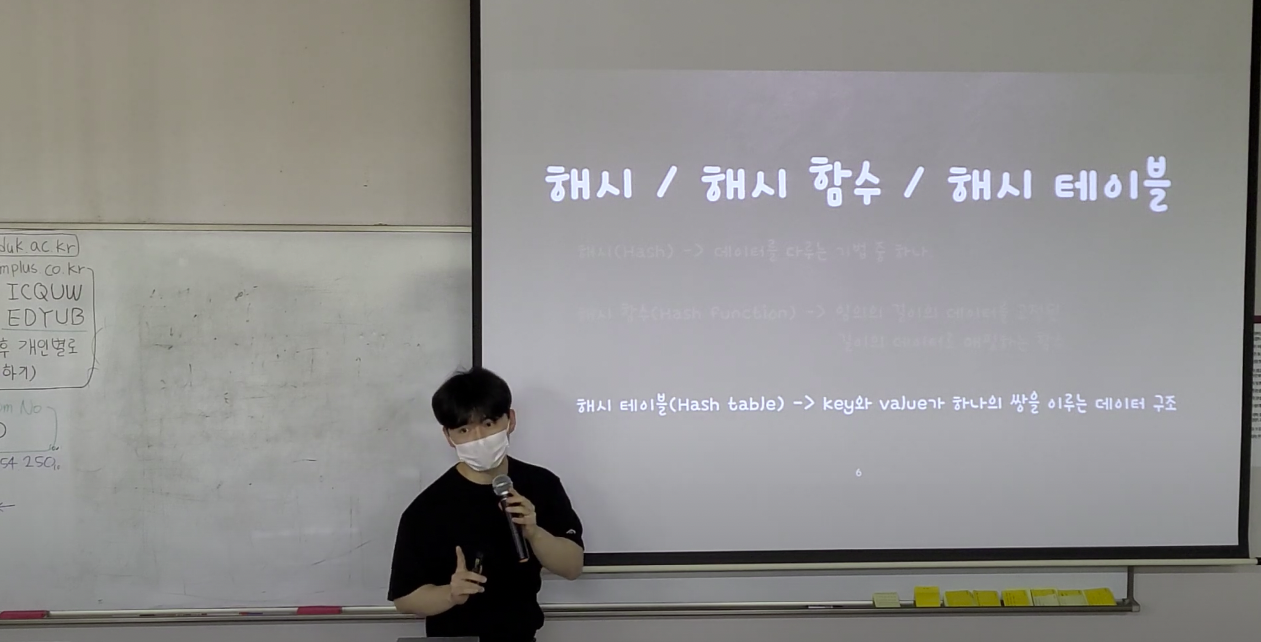 해시 / 해시 함수 / 해시 테이블
해시(Hash) -> 데이터를 다루는 기법 중 하나
해시 함수(Hash Function) -> 임의의 길이의 데이터를 고정된
길이의 데이터로 매핑하는 함수
해시 테이블(Hash table) -> key와 value가 하나의 쌍을 이루는 데이터 구조
6
duk ac kr
mplus co.kr
ICQUW
EDYUB
후 개인별로
하기)
om No
54 250